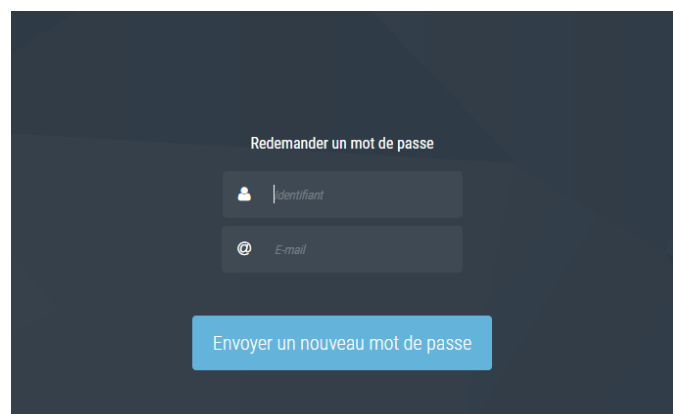 Redemander un mot de passe
Identifiant
@ E-mail
Envoyer un nouveau mot de passe